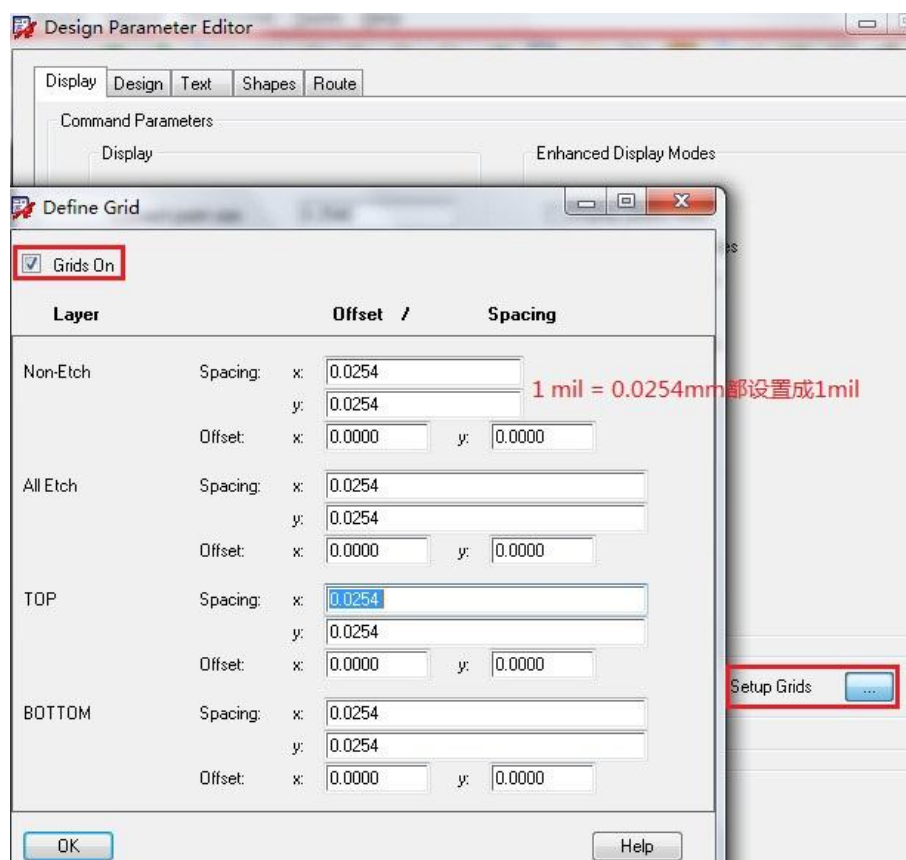 Design Parameter Editor
Display Design Text Shapes Route
Command Parameters
Display Enhanced Display Modes
Define Grid
Grids On
Layer Offset / Spacing
Non-Etch Spacing: x: 0.0254
y: 0.0254
1 mil = 0.0254mm都设置成1mil
Offset: x: 0.0000 y: 0.0000
All Etch Spacing: x: 0.0254
y: 0.0254
Offset: x: 0.0000 y: 0.0000
TOP Spacing: x: 0.0254
y: 0.0254
Offset: x: 0.0000 y: 0.0000
Setup Grids ...
BOTTOM Spacing: x: 0.0254
y: 0.0254
Offset: x: 0.0000 y: 0.0000
OK Help